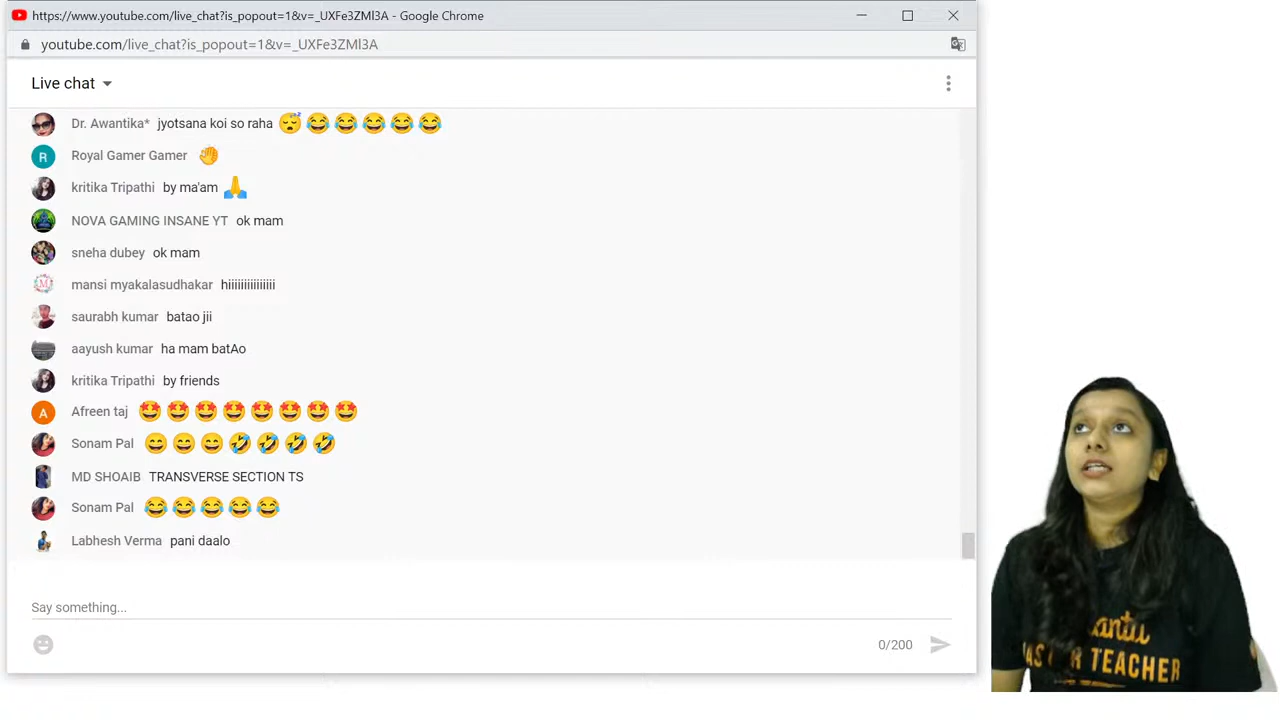 https://www.youtube.com/live_chat?is_popout=1&v=_UXFe3ZMl3A - Google Chrome
youtube.com/live_chat?is_popout=1&v=_UXFe3ZMl3A
Live chat
Dr. Awantika* jyotsana koi so raha 😴😂😂😂😂😂
R Royal Gamer Gamer 👋
kritika Tripathi by ma'am 🙏
NOVA GAMING INSANE YT ok mam
sneha dubey ok mam
M mansi myakalasudhakar hiiiiiiiiiiiiiii
saurabh kumar batao jii
aayush kumar ha mam batAo
kritika Tripathi by friends
A Afreen taj 🤩🤩🤩🤩🤩🤩🤩🤩
Sonam Pal 😄😄😄🤣🤣🤣🤣
MD SHOAIB TRANSVERSE SECTION TS
Sonam Pal 😂😂😂😂😂
Labhesh Verma pani daalo
Say something...
0/200
TEACHER